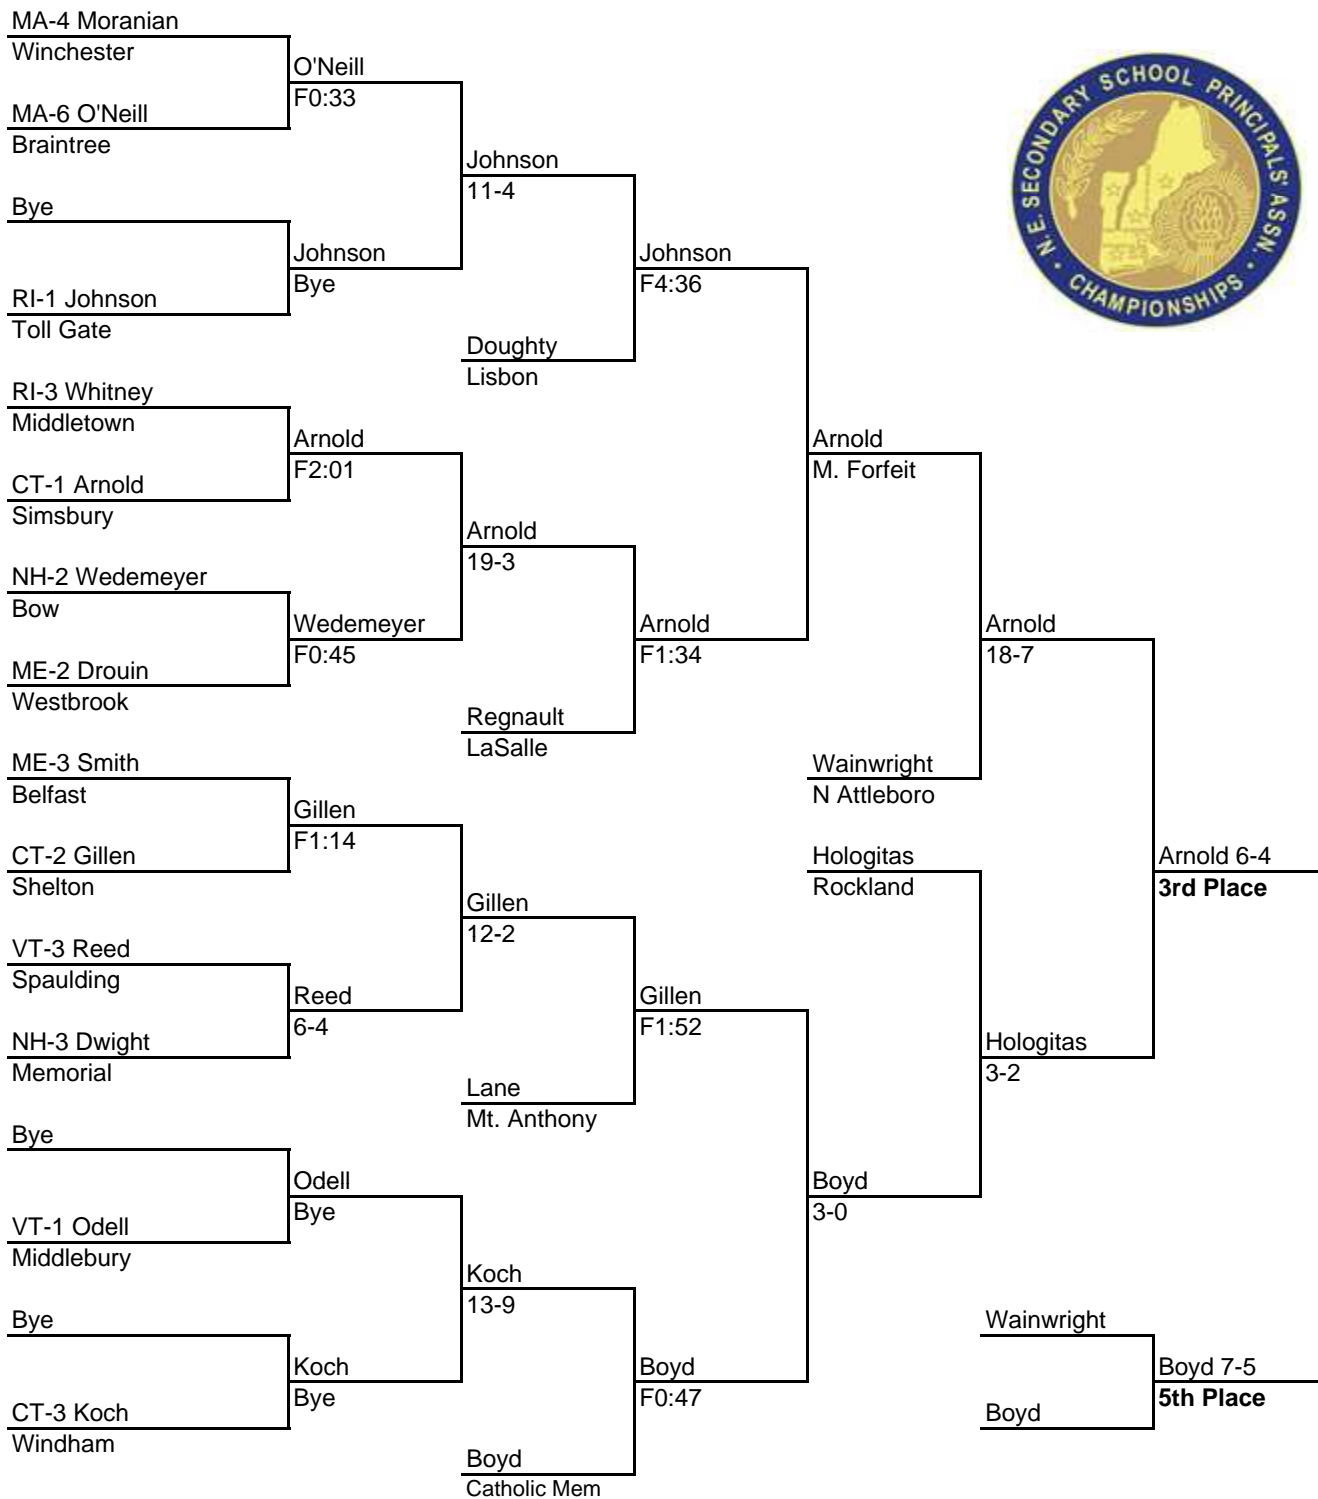 MA-4 Moranian
Winchester
O'Neill
F0:33
MA-6 O'Neill
Braintree
Johnson
11-4
Bye
Johnson
Bye
RI-1 Johnson
Toll Gate
Johnson
F4:36
Doughty
Lisbon
RI-3 Whitney
Middletown
Arnold
F2:01
CT-1 Arnold
Simsbury
Arnold
M. Forfeit
Arnold
19-3
NH-2 Wedemeyer
Bow
Wedemeyer
F0:45
ME-2 Drouin
Westbrook
Arnold
F1:34
Arnold
18-7
Regnault
LaSalle
ME-3 Smith
Belfast
Wainwright
N Attleboro
Gillen
F1:14
CT-2 Gillen
Shelton
Hologitas
Rockland
Arnold 6-4
3rd Place
Gillen
12-2
VT-3 Reed
Spaulding
Reed
6-4
NH-3 Dwight
Memorial
Gillen
F1:52
Hologitas
3-2
Lane
Mt. Anthony
Bye
Odell
Bye
VT-1 Odell
Middlebury
Boyd
3-0
Koch
13-9
Bye
Koch
Bye
CT-3 Koch
Windham
Boyd
F0:47
Boyd
Catholic Mem
Wainwright
Boyd 7-5
5th Place
Boyd
N.E. SECONDARY SCHOOL PRINCIPALS' ASSN.
• CHAMPIONSHIPS •